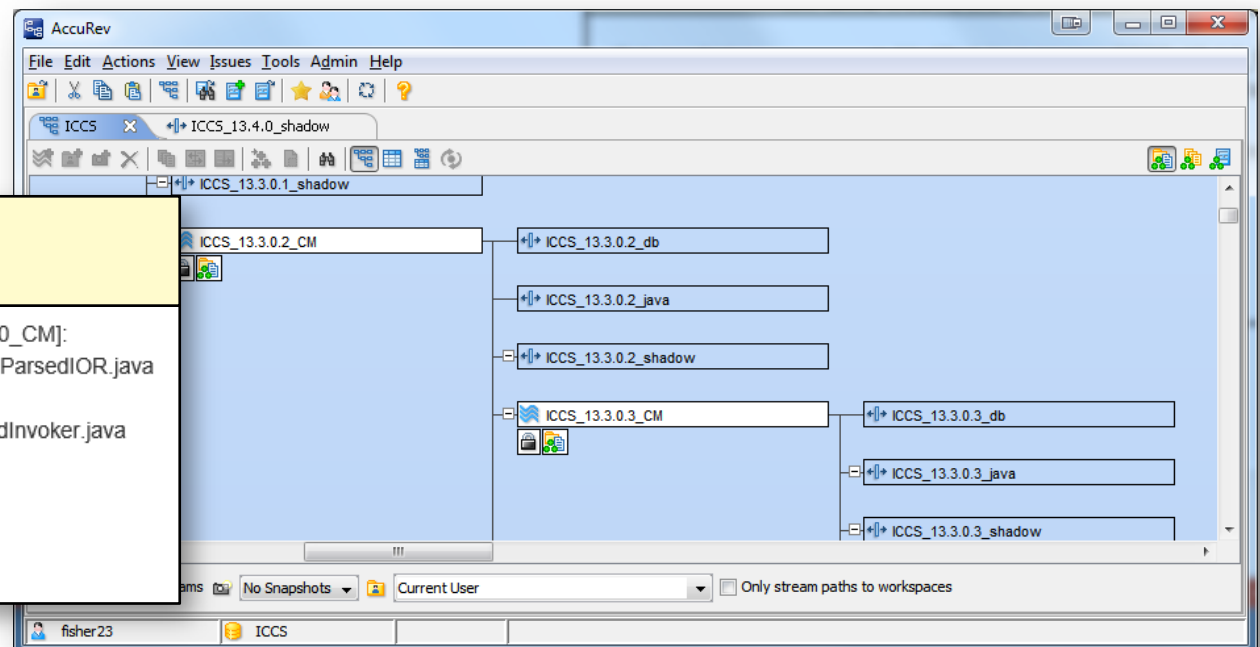 AccuRev
File Edit Actions View Issues Tools Admin Help
ICCS
ICCS_13.4.0_shadow
ICCS_13.3.0.1_shadow
ICCS_13.3.0.2_CM
ICCS_13.3.0.2_db
ICCS_13.3.0.2_java
0_CM]:
ParsedIOR.java
ICCS_13.3.0.2_shadow
dInvoker.java
ICCS_13.3.0.3_CM
ICCS_13.3.0.3_db
ICCS_13.3.0.3_java
ICCS_13.3.0.3_shadow
ams No Snapshots Current User Only stream paths to workspaces
fisher23 ICCS